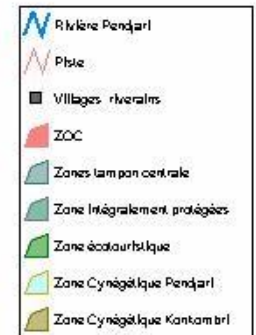 Rivière Pendjari
Piste
Villages riverains
ZOC
Zones tampon centrale
Zone Intégralement protégées
Zone écotouristique
Zone Cynégétique Pendjari
Zone Cynégétique Konkombri